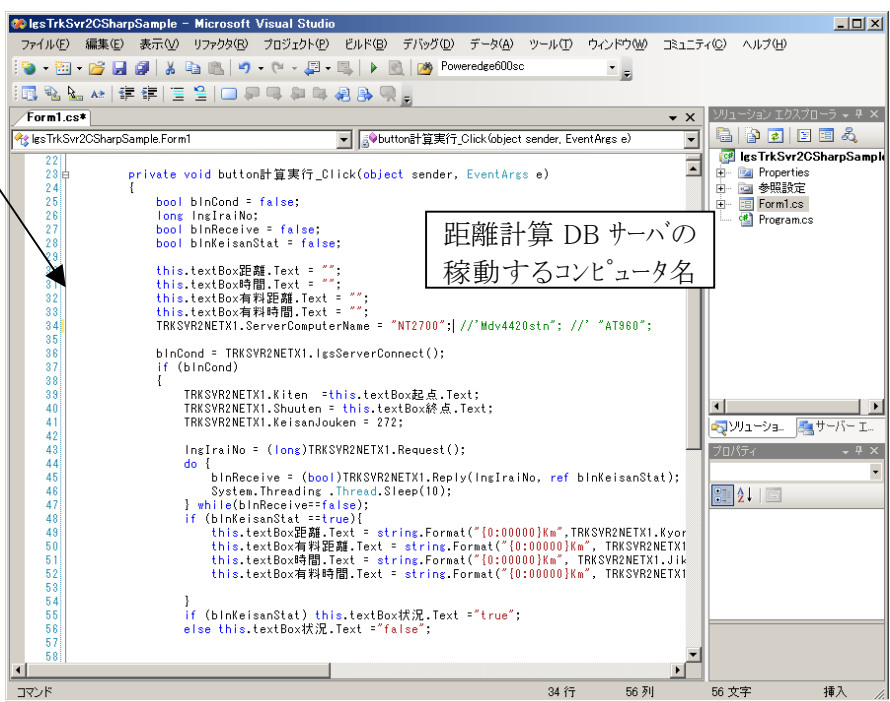 lgsTrkSvr2CSharpSample - Microsoft Visual Studio
ファイル(F) 編集(E) 表示(V) リファクタ(R) プロジェクト(P) ビルド(B) デバッグ(D) データ(A) ツール(T) ウィンドウ(W) コミュニティ(C) ヘルプ(H)
Poweredge600sc
Form1.cs*
lgsTrkSvr2CSharpSample.Form1
button計算実行_Click(object sender, EventArgs e)
22
23 private void button計算実行_Click(object sender, EventArgs e)
24 {
25 bool blnCond = false;
26 long lngIraiNo;
27 bool blnReceive = false;
28 bool blnKeisanStat = false;
29
30 this.textBox距離.Text = "";
31 this.textBox時間.Text = "";
32 this.textBox有料距離.Text = "";
33 this.textBox有料時間.Text = "";
34 TRKSVR2NETX1.ServerComputerName = "NT2700"; //'Mdv4420stn"; //' "AT960";
35
36 blnCond = TRKSVR2NETX1.lgsServerConnect();
37 if (blnCond)
38 {
39 TRKSVR2NETX1.Kiten =this.textBox起点.Text;
40 TRKSVR2NETX1.Shuuten = this.textBox終点.Text;
41 TRKSVR2NETX1.KeisanJouken = 272;
42
43 lngIraiNo = (long)TRKSVR2NETX1.Request();
44 do {
45 blnReceive = (bool)TRKSVR2NETX1.Reply(lngIraiNo, ref blnKeisanStat);
46 System.Threading .Thread.Sleep(10);
47 } while(blnReceive==false);
48 if (blnKeisanStat ==true){
49 this.textBox距離.Text = string.Format("{0:00000}Km",TRKSVR2NETX1.Kyor
50 this.textBox有料距離.Text = string.Format("{0:00000}Km", TRKSVR2NETX1
51 this.textBox時間.Text = string.Format("{0:00000}Km", TRKSVR2NETX1.Jik
52 this.textBox有料時間.Text = string.Format("{0:00000}Km", TRKSVR2NETX1
53
54 }
55 if (blnKeisanStat) this.textBox状況.Text ="true";
56 else this.textBox状況.Text ="false";
57
58
距離計算 DB サーバの
稼動するコンピュータ名
ソリューション エクスプローラ
lgsTrkSvr2CSharpSample
Properties
参照設定
Form1.cs
Program.cs
ソリューショ... サーバー エ...
プロパティ
コマンド 34 行 56 列 56 文字 挿入